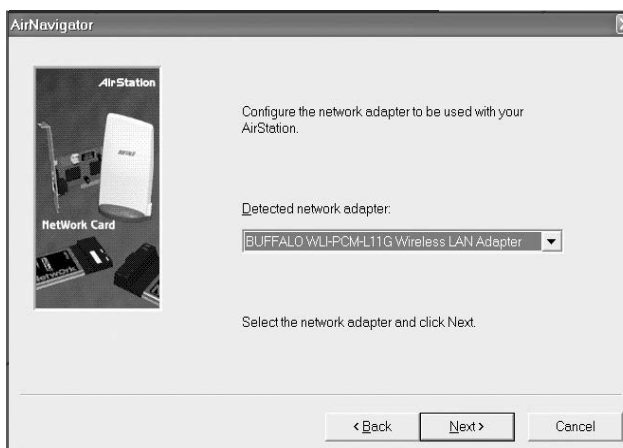 AirNavigator
AirStation
NetWork Card
Configure the network adapter to be used with your
AirStation.
Detected network adapter:
BUFFALO WLI-PCM-L11G Wireless LAN Adapter
Select the network adapter and click Next.
< Back
Next >
Cancel